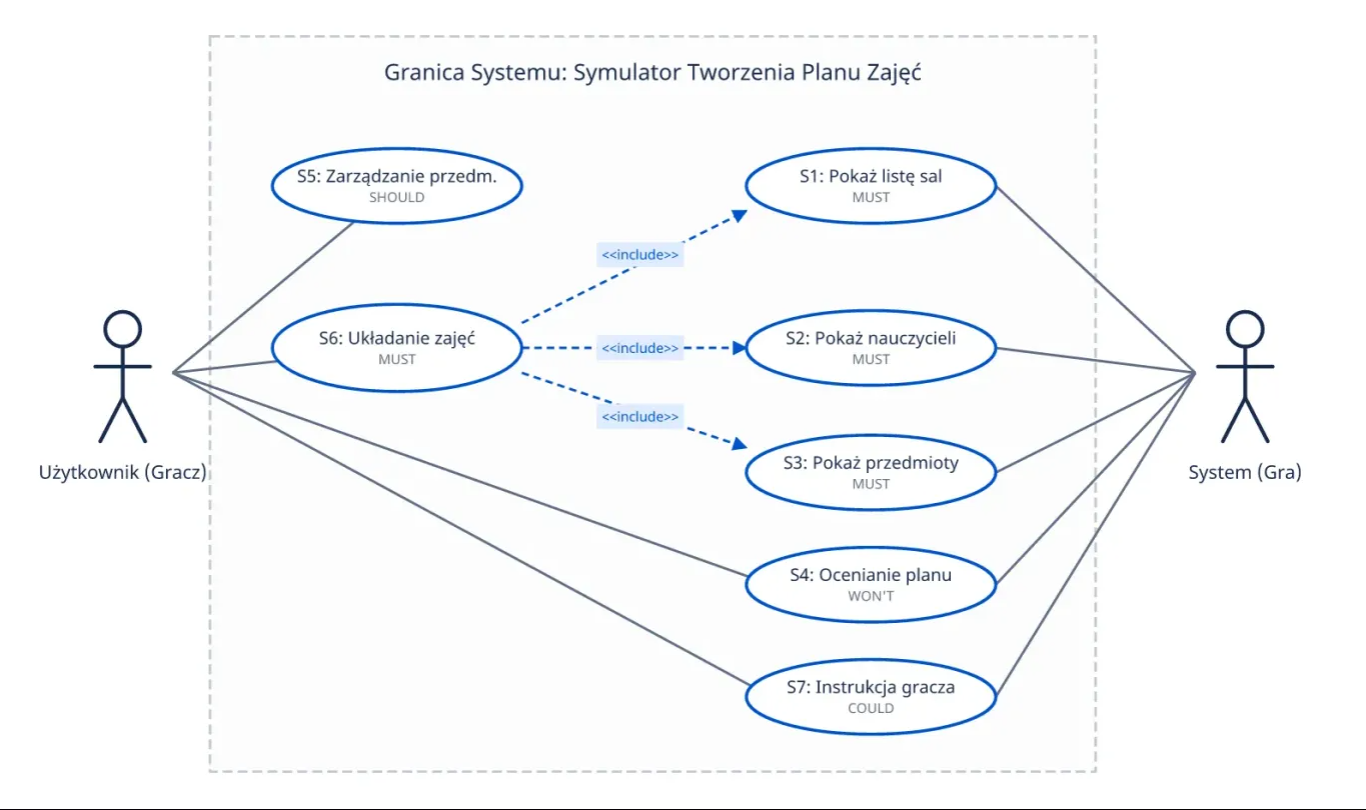 Granica Systemu: Symulator Tworzenia Planu Zajęć
S5: Zarządzanie przedm.
SHOULD
S1: Pokaż listę sal
MUST
<<include>>
S6: Układanie zajęć
MUST
<<include>>
S2: Pokaż nauczycieli
MUST
<<include>>
S3: Pokaż przedmioty
MUST
Użytkownik (Gracz)
System (Gra)
S4: Ocenianie planu
WON'T
S7: Instrukcja gracza
COULD